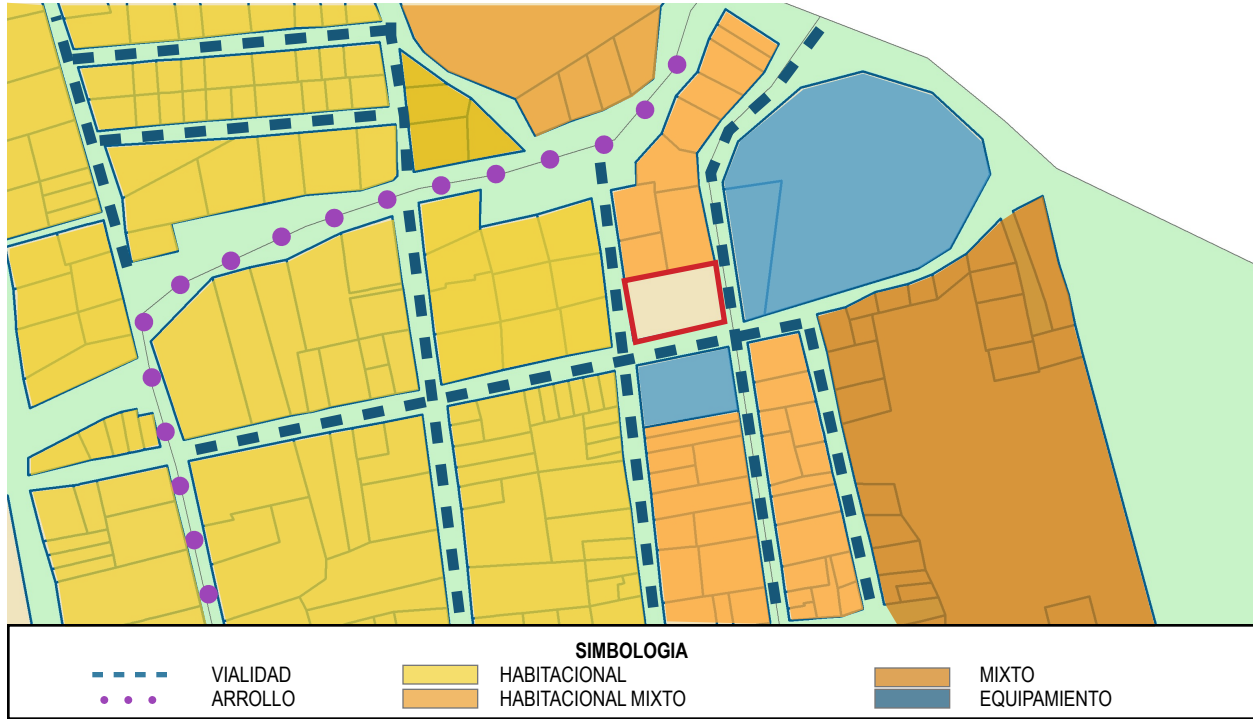 SIMBOLOGIA
VIALIDAD
ARROLLO
HABITACIONAL
HABITACIONAL MIXTO
MIXTO
EQUIPAMIENTO